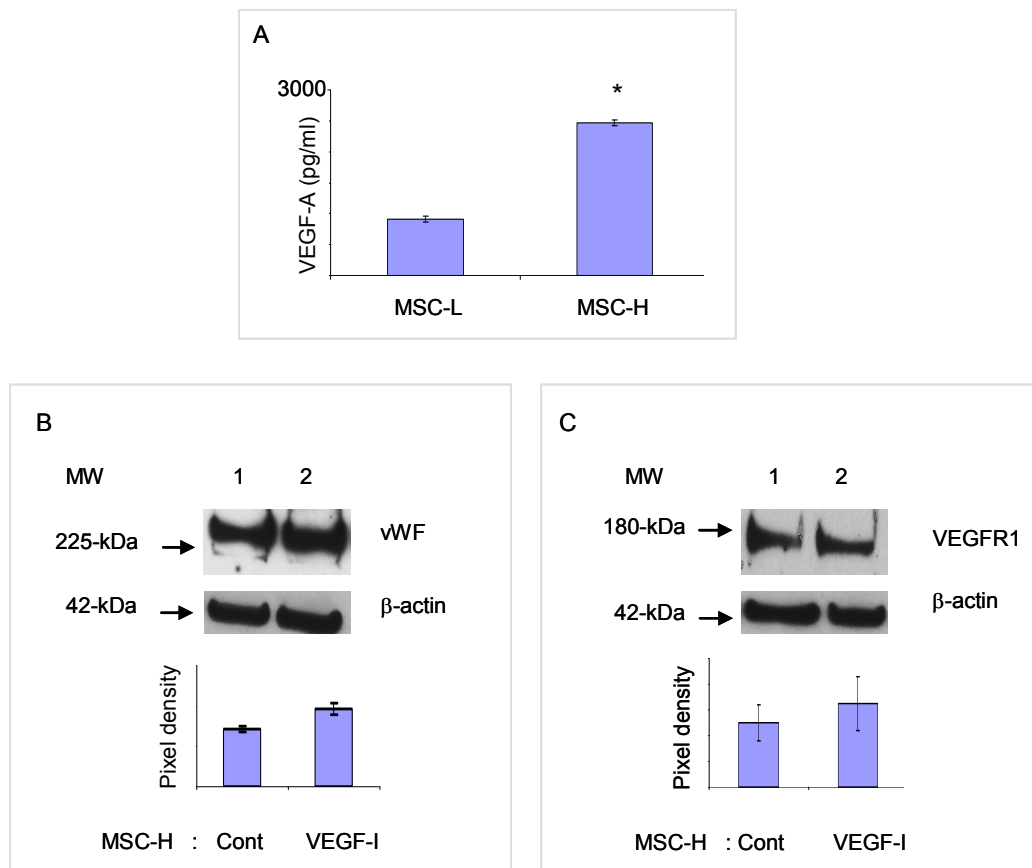 A
3000
*
VEGF-A (pg/ml)
MSC-L MSC-H
B
MW 1 2
225-kDa vWF
42-kDa β-actin
Pixel density
MSC-H : Cont VEGF-I
C
MW 1 2
180-kDa VEGFR1
42-kDa β-actin
Pixel density
MSC-H : Cont VEGF-I